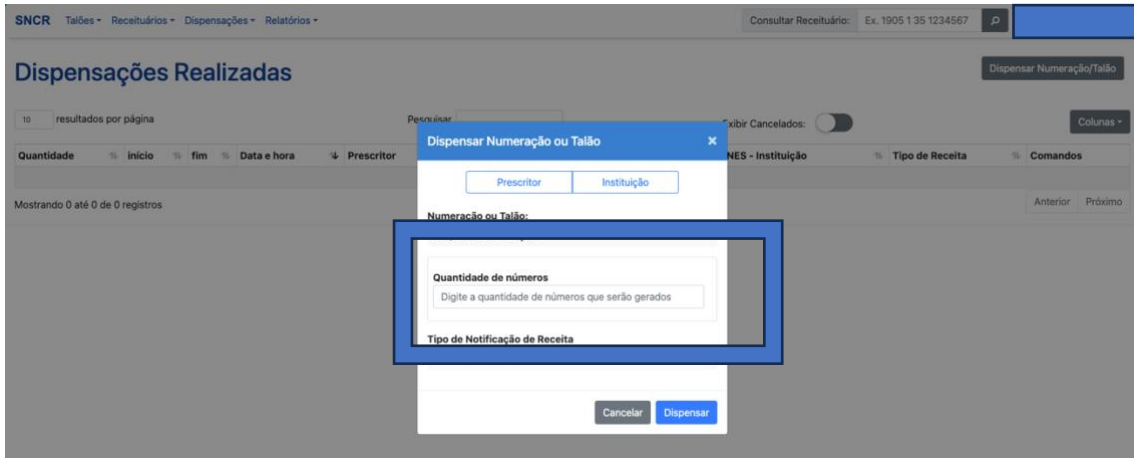 SNCR Talões Receituários Dispensações Relatórios Consultar Receituário: Ex. 1905 1 35 1234567
Dispensações Realizadas Dispensar Numeração/Talão
10 resultados por página Pesquisar Exibir Cancelados: Colunas
Dispensar Numeração ou Talão ×
Quantidade início fim Data e hora Prescritor NES - Instituição Tipo de Receita Comandos
Prescritor Instituição
Mostrando 0 até 0 de 0 registros Anterior Próximo
Numeração ou Talão:
Quantidade de números
Digite a quantidade de números que serão gerados
Tipo de Notificação de Receita
Cancelar Dispensar